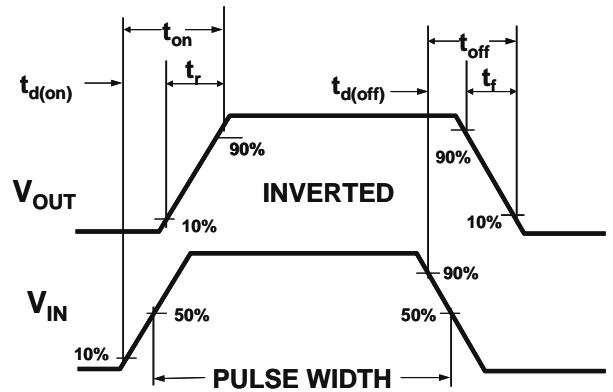 t_on
t_off
t_d(on)
t_r
t_d(off)
t_f
90%
90%
V_OUT
INVERTED
10%
10%
90%
V_IN
50%
50%
10%
PULSE WIDTH